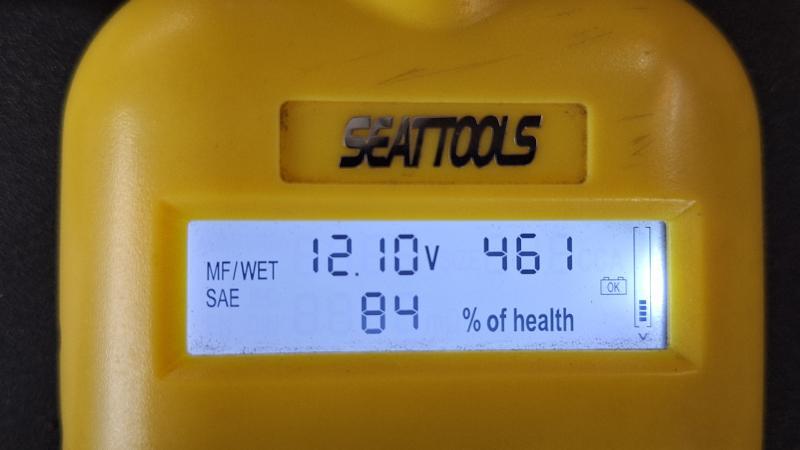 SEATTOOLS
MF/WET 12.10V 461
SAE 84 % of health
OK